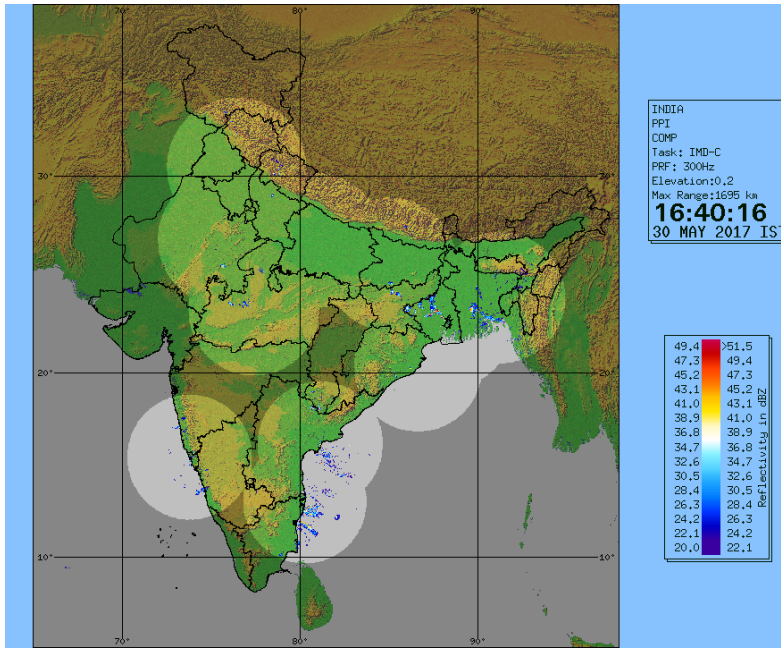 70° 80° 90°
30° 30°
20° 20°
10° 10°
70° 80° 90°
INDIA
PPI
COMP
Task: IMD-C
PRF: 300Hz
Elevation:0.2
Max Range:1695 km
16:40:16
30 MAY 2017 IST
49.4 >51.5
47.3 49.4
45.2 47.3
43.1 45.2
41.0 43.1
38.9 41.0
36.8 38.9
34.7 36.8
32.6 34.7
30.5 32.6
28.4 30.5
26.3 28.4
24.2 26.3
22.1 24.2
20.0 22.1
Reflectivity in dBZ